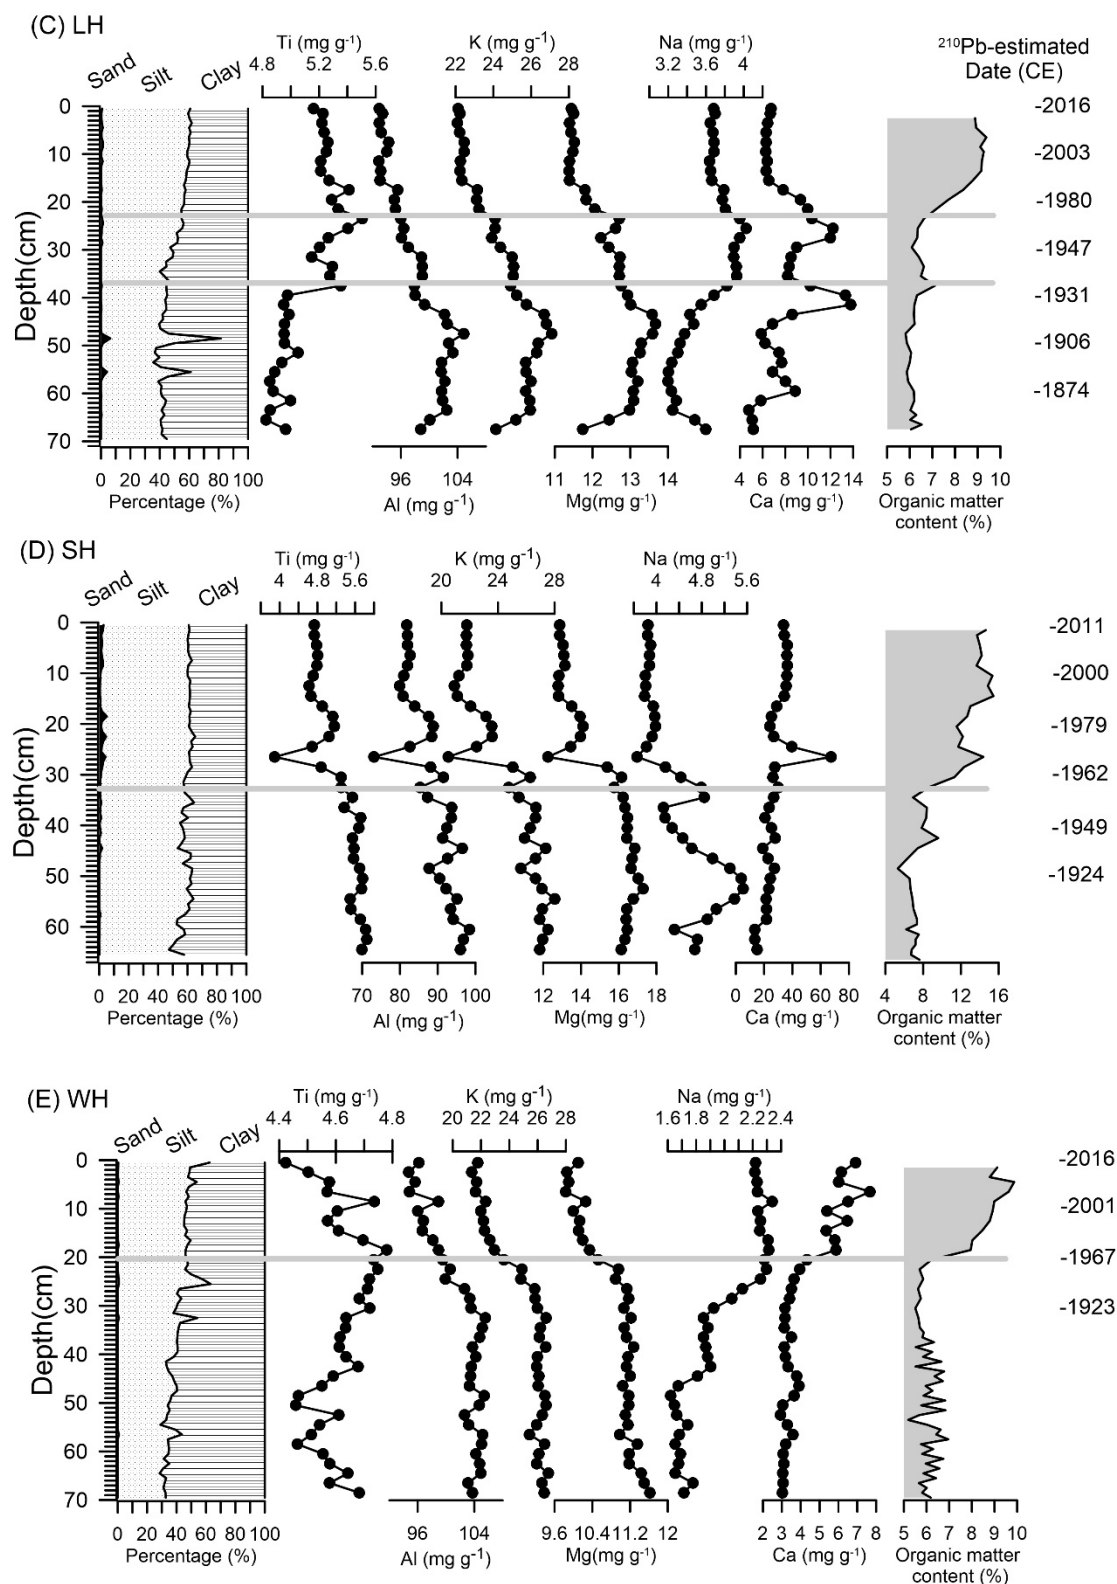 (C) LH
Sand Silt Clay
Ti (mg g⁻¹) K (mg g⁻¹) Na (mg g⁻¹)
4.8 5.2 5.6 22 24 26 28 3.2 3.6 4
²¹⁰Pb-estimated
Date (CE)
0 -2016
10 -2003
20 -1980
30 -1947
40 -1931
50 -1906
60 -1874
70
Depth(cm)
0 20 40 60 80 100 96 104 11 12 13 14 4 6 8 10 12 14 5 6 7 8 9 10
Percentage (%) Al (mg g⁻¹) Mg(mg g⁻¹) Ca (mg g⁻¹) Organic matter
content (%)
(D) SH
Sand Silt Clay
Ti (mg g⁻¹) K (mg g⁻¹) Na (mg g⁻¹)
4 4.8 5.6 20 24 28 4 4.8 5.6
0 -2011
10 -2000
20 -1979
30 -1962
40 -1949
50 -1924
60
Depth(cm)
0 20 40 60 80 100 70 80 90 100 12 14 16 18 0 20 40 60 80 4 8 12 16
Percentage (%) Al (mg g⁻¹) Mg(mg g⁻¹) Ca (mg g⁻¹) Organic matter
content (%)
(E) WH
Sand Silt Clay
Ti (mg g⁻¹) K (mg g⁻¹) Na (mg g⁻¹)
4.4 4.6 4.8 20 22 24 26 28 1.6 1.8 2 2.2 2.4
0 -2016
10 -2001
20 -1967
30 -1923
40
50
60
70
Depth(cm)
0 20 40 60 80 100 96 104 9.6 10.4 11.2 12 2 3 4 5 6 7 8 5 6 7 8 9 10
Percentage (%) Al (mg g⁻¹) Mg(mg g⁻¹) Ca (mg g⁻¹) Organic matter
content (%)